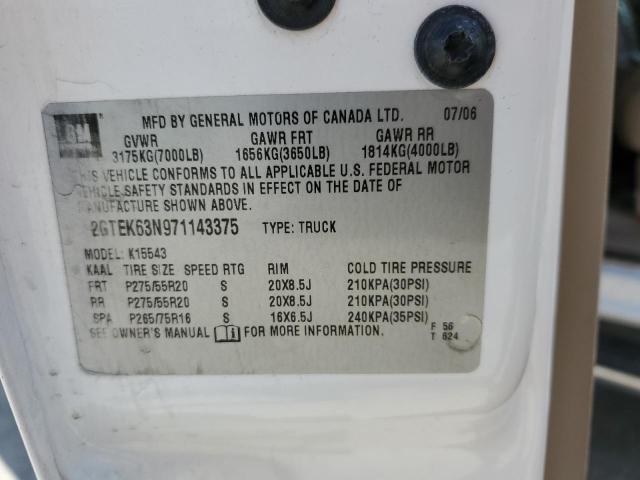 GM
MFD BY GENERAL MOTORS OF CANADA LTD. 07/06
GVWR GAWR FRT GAWR RR
3175KG(7000LB) 1656KG(3650LB) 1814KG(4000LB)
THIS VEHICLE CONFORMS TO ALL APPLICABLE U.S. FEDERAL MOTOR
VEHICLE SAFETY STANDARDS IN EFFECT ON THE DATE OF
MANUFACTURE SHOWN ABOVE.
2GTEK63N971143375 TYPE: TRUCK
MODEL: K15543
KAAL TIRE SIZE SPEED RTG RIM COLD TIRE PRESSURE
FRT P275/55R20 S 20X8.5J 210KPA(30PSI)
RR P275/55R20 S 20X8.5J 210KPA(30PSI)
SPA P265/75R16 S 16X6.5J 240KPA(35PSI)
SEE OWNER'S MANUAL FOR MORE INFORMATION. F 56
T 624